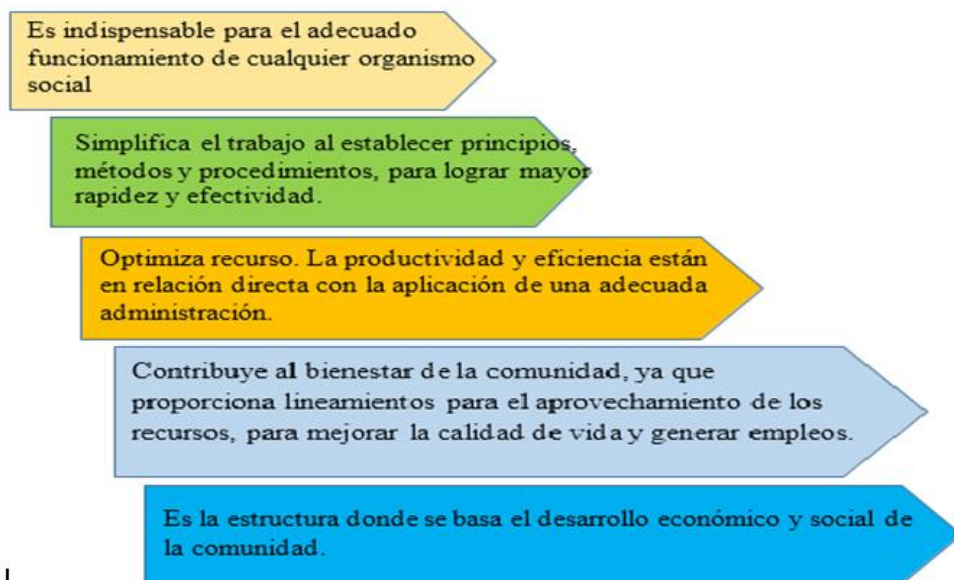 Es indispensable para el adecuado
funcionamiento de cualquier organismo
social
Simplifica el trabajo al establecer principios,
métodos y procedimientos, para lograr mayor
rapidez y efectividad.
Optimiza recurso. La productividad y eficiencia están
en relación directa con la aplicación de una adecuada
administración.
Contribuye al bienestar de la comunidad, ya que
proporciona lineamientos para el aprovechamiento de los
recursos, para mejorar la calidad de vida y generar empleos.
Es la estructura donde se basa el desarrollo económico y social de
la comunidad.